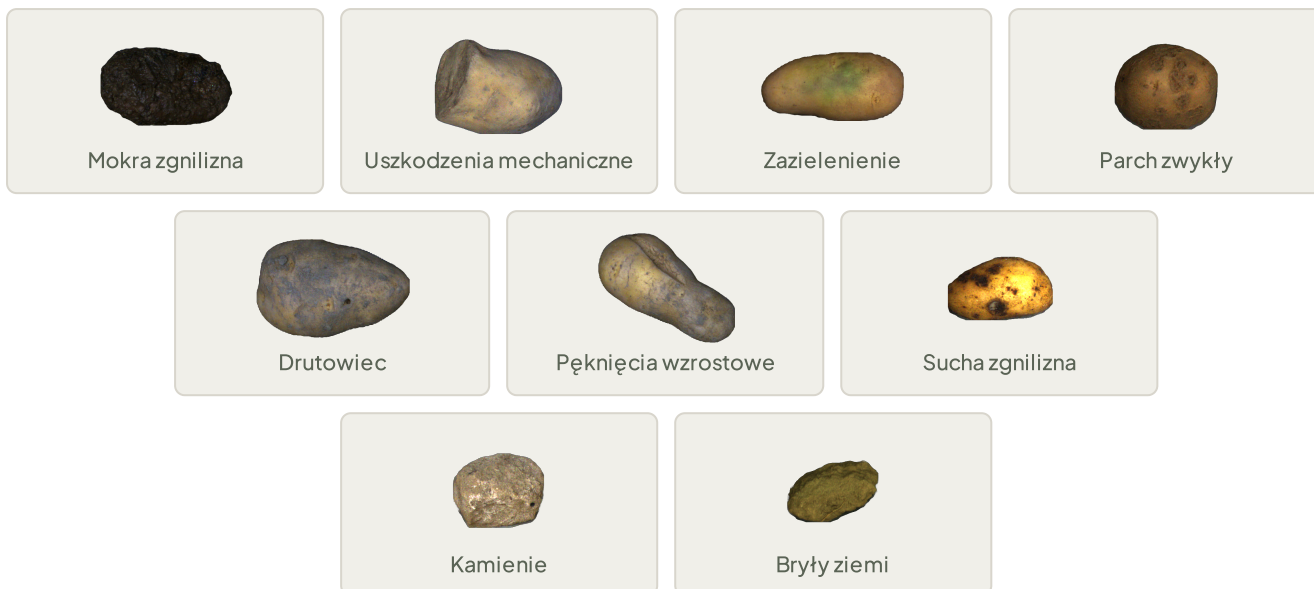 Mokra zgnilizna
Uszkodzenia mechaniczne
Zazielenienie
Parch zwykły
Drutowiec
Pęknięcia wzrostowe
Sucha zgnilizna
Kamienie
Bryły ziemi